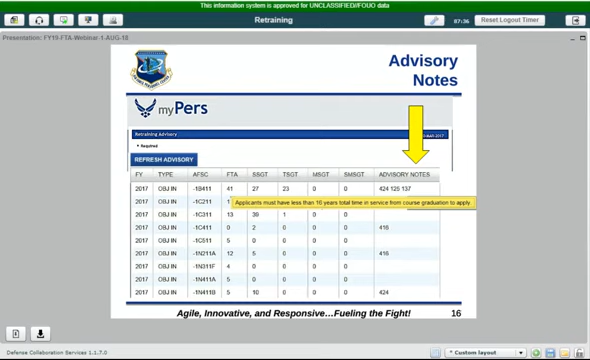 This information system is approved for UNCLASSIFIED//FOUO data
Retraining
87:36
Reset Logout Timer
Presentation: FY19-FTA-Webinar 1-AUG-18
Advisory
Notes
myPers
Retraining Advisory
• Required
REFRESH ADVISORY
FY TYPE AFSC FTA SSGT TSGT MSGT SMSGT ADVISORY NOTES
2017 OBJ IN -1B411 41 27 23 0 0 424 125 137
2017 OBJ IN -1C211 1
Applicants must have less than 16 years total time in service from course graduation to apply.
2017 OBJ IN -1C311 13 39 1 0 0
2017 OBJ IN -1C411 0 2 0 0 0 416
2017 OBJ IN -1C511 5 0 0 0 0
2017 OBJ IN -1N211A 12 5 0 0 0 416
2017 OBJ IN -1N311F 4 0 0 0 0
2017 OBJ IN -1N411A 5 0 0 0 0
2017 OBJ IN -1N411B 5 10 0 0 0 424
Agile, Innovative, and Responsive…Fueling the Fight!
16
Defense Collaboration Services 1.1.7.0
* Custom layout